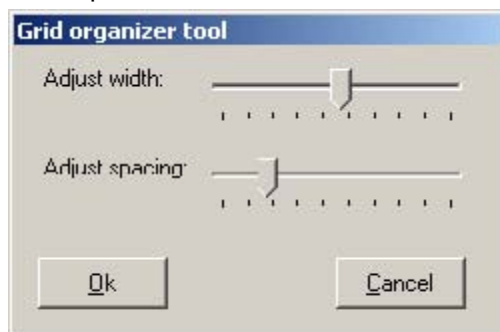 Grid organizer tool
Adjust width:
Adjust spacing:
Ok
Cancel